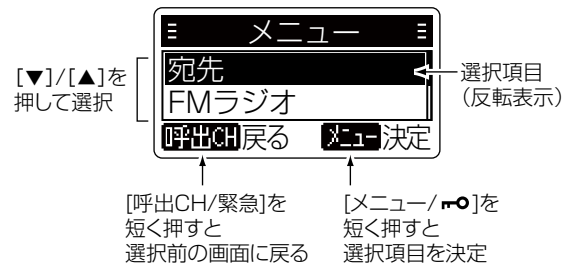 メニュー
[▼]/[▲]を
押して選択
宛先
FMラジオ
選択項目
（反転表示）
呼出CH 戻る メニュー 決定
[呼出CH/緊急]を
短く押すと
選択前の画面に戻る
[メニュー/]を
短く押すと
選択項目を決定